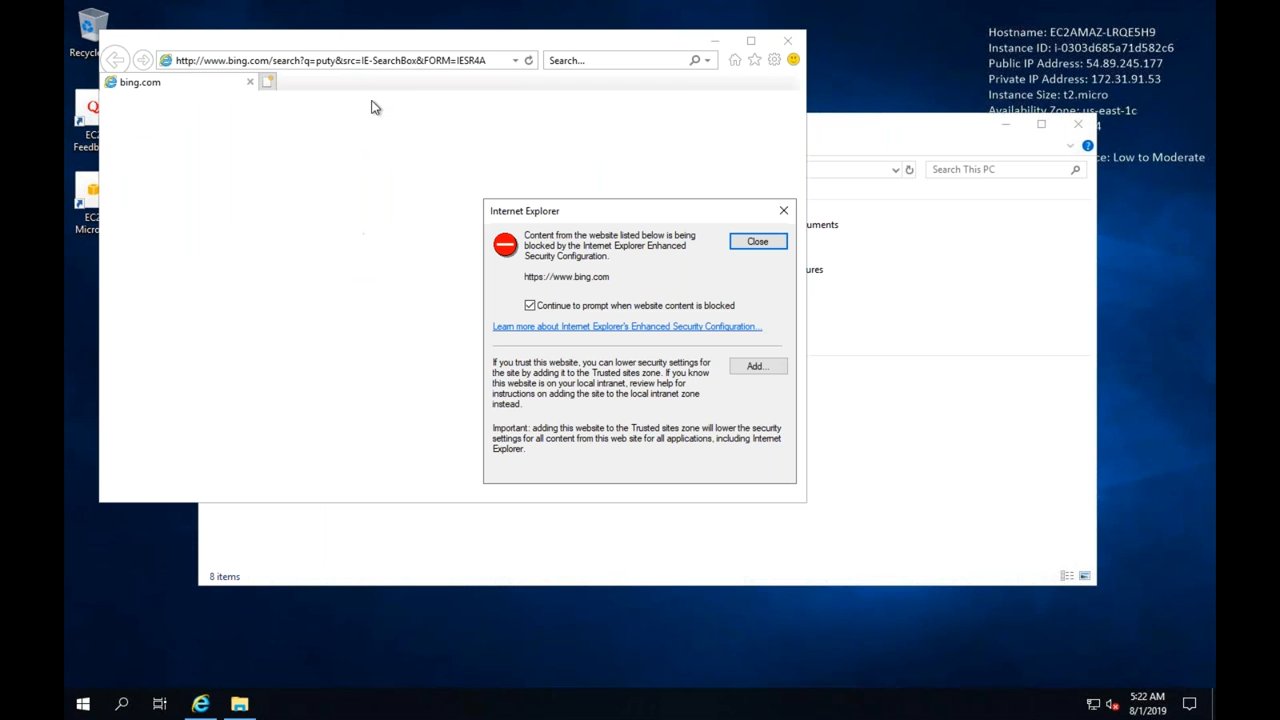 Recycl
EC2
Feedb
EC2
Micro
Hostname: EC2AMAZ-LRQE5H9
Instance ID: i-0303d685a71d582c6
Public IP Address: 54.89.245.177
Private IP Address: 172.31.91.53
Instance Size: t2.micro
Availability Zone: us-east-1c
4
ce: Low to Moderate
http://www.bing.com/search?q=puty&src=IE-SearchBox&FORM=IESR4A
Search...
bing.com
Search This PC
uments
ures
8 items
Internet Explorer
Content from the website listed below is being
blocked by the Internet Explorer Enhanced
Security Configuration.
Close
https://www.bing.com
Continue to prompt when website content is blocked
Learn more about Internet Explorer's Enhanced Security Configuration...
If you trust this website, you can lower security settings for
the site by adding it to the Trusted sites zone. If you know
this website is on your local intranet, review help for
instructions on adding the site to the local intranet zone
instead.
Add...
Important: adding this website to the Trusted sites zone will lower the security
settings for all content from this web site for all applications, including Internet
Explorer.
5:22 AM
8/1/2019